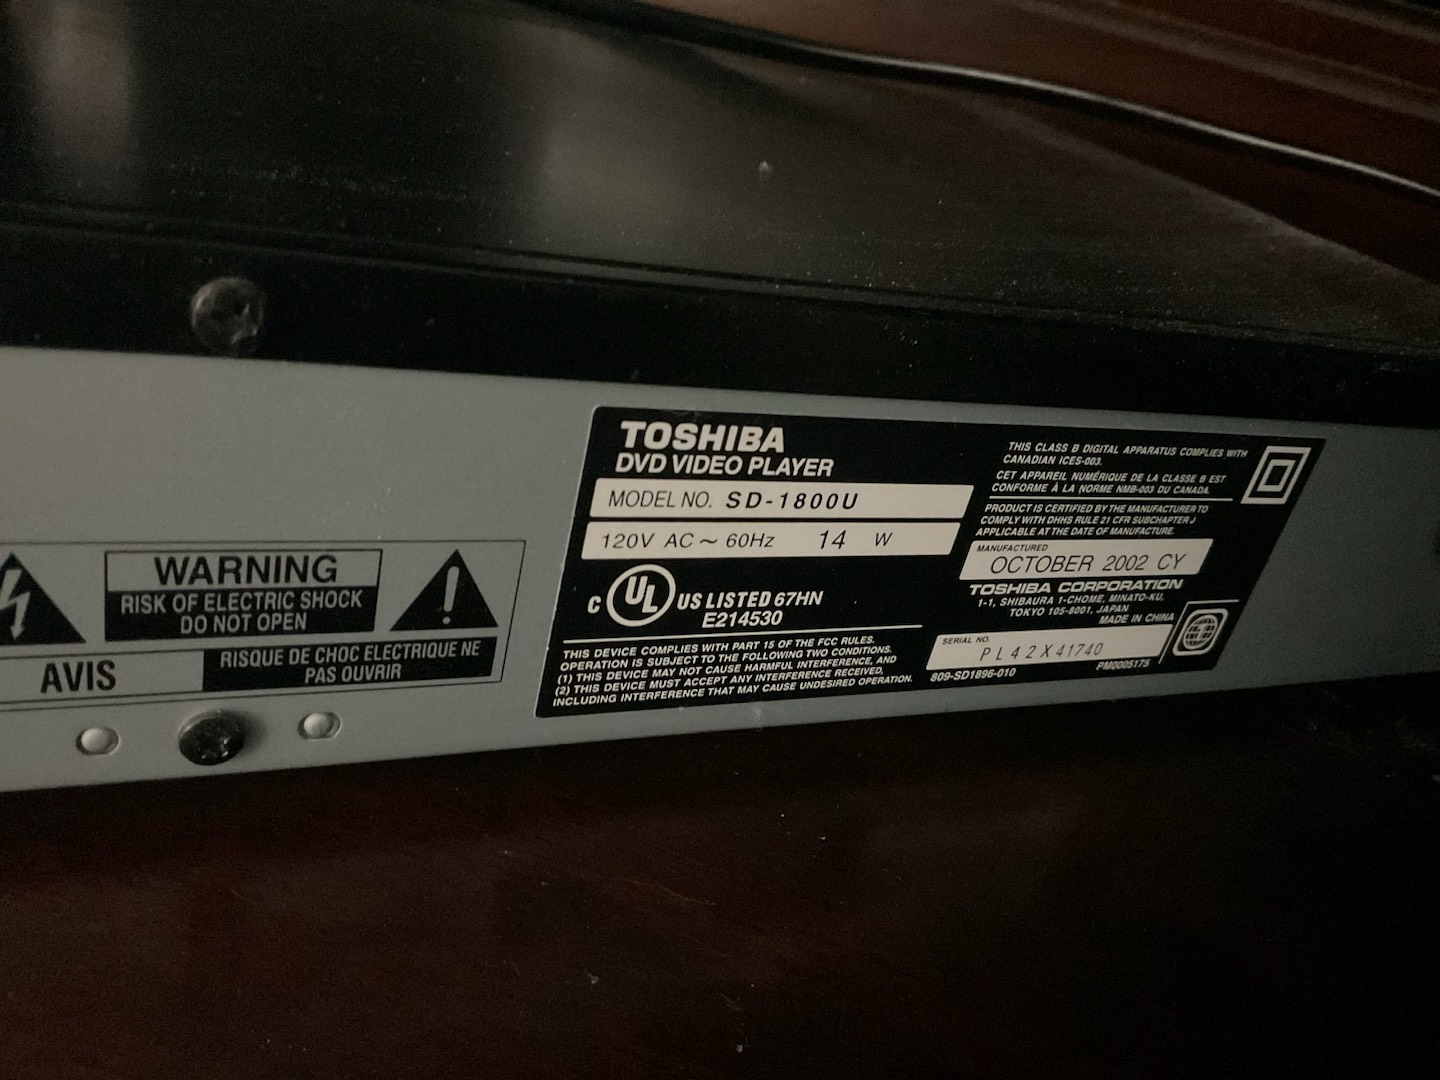 WARNING
RISK OF ELECTRIC SHOCK
DO NOT OPEN
AVIS
RISQUE DE CHOC ELECTRIQUE NE
PAS OUVRIR
TOSHIBA
DVD VIDEO PLAYER
MODEL NO. SD-1800U
120V AC ~ 60Hz 14 W
C UL US LISTED 67HN
E214530
THIS DEVICE COMPLIES WITH PART 15 OF THE FCC RULES.
OPERATION IS SUBJECT TO THE FOLLOWING TWO CONDITIONS.
(1) THIS DEVICE MAY NOT CAUSE HARMFUL INTERFERENCE, AND
(2) THIS DEVICE MUST ACCEPT ANY INTERFERENCE RECEIVED,
INCLUDING INTERFERENCE THAT MAY CAUSE UNDESIRED OPERATION.
THIS CLASS B DIGITAL APPARATUS COMPLIES WITH
CANADIAN ICES-003.
CET APPAREIL NUMÉRIQUE DE LA CLASSE B EST
CONFORME À LA NORME NMB-003 DU CANADA.
PRODUCT IS CERTIFIED BY THE MANUFACTURER TO
COMPLY WITH DHHS RULE 21 CFR SUBCHAPTER J
APPLICABLE AT THE DATE OF MANUFACTURE.
MANUFACTURED
OCTOBER 2002 CY
TOSHIBA CORPORATION
1-1, SHIBAURA 1-CHOME, MINATO-KU,
TOKYO 105-8001, JAPAN
MADE IN CHINA
SERIAL NO.
PL42X41740
809-SD1896-010 PM0005175